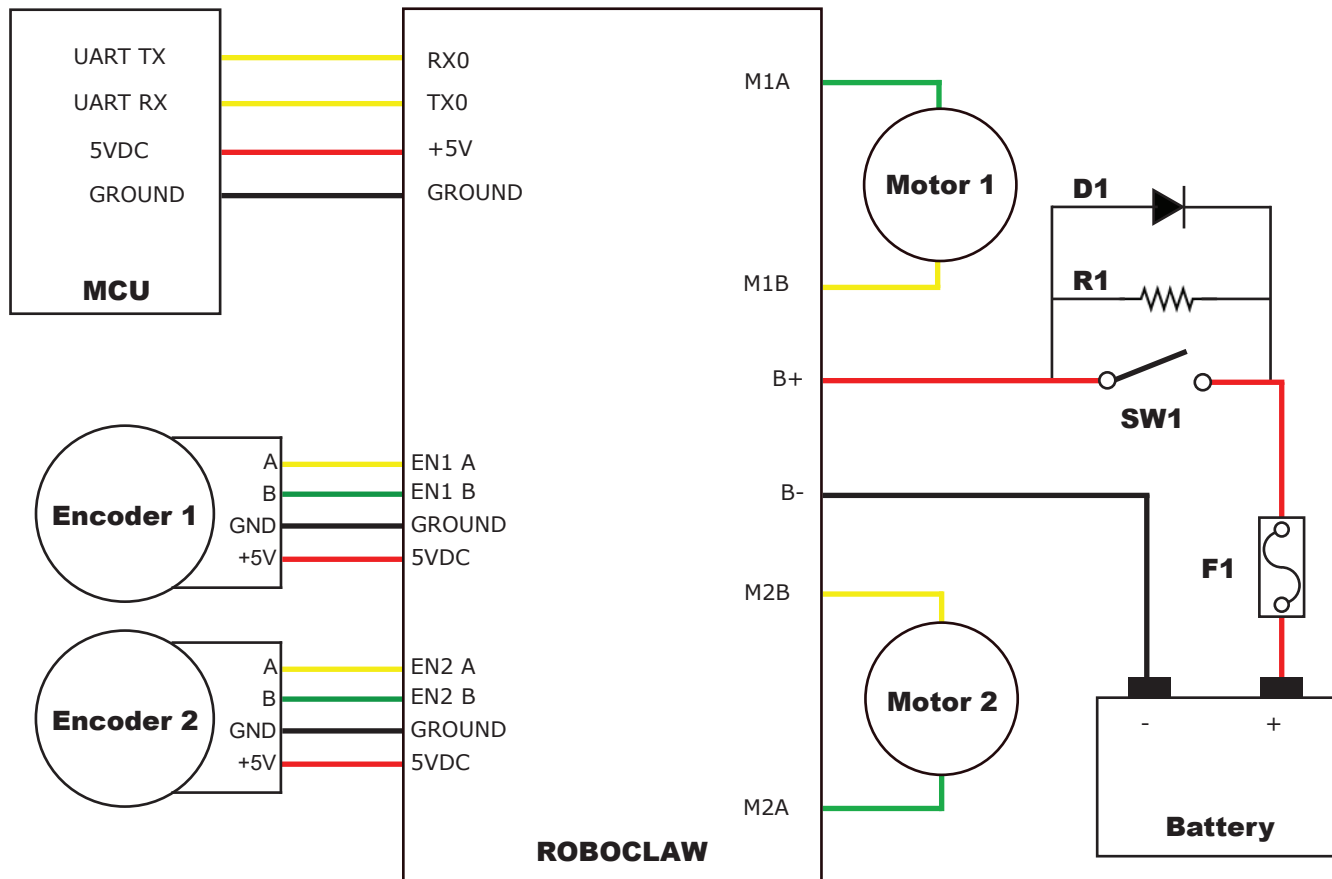 UART TX
UART RX
5VDC
GROUND
MCU
RX0
TX0
+5V
GROUND
M1A
Motor 1
M1B
D1
R1
B+
SW1
B-
F1
A
B
GND
+5V
Encoder 1
EN1 A
EN1 B
GROUND
5VDC
M2B
Motor 2
M2A
A
B
GND
+5V
Encoder 2
EN2 A
EN2 B
GROUND
5VDC
- +
Battery
ROBOCLAW